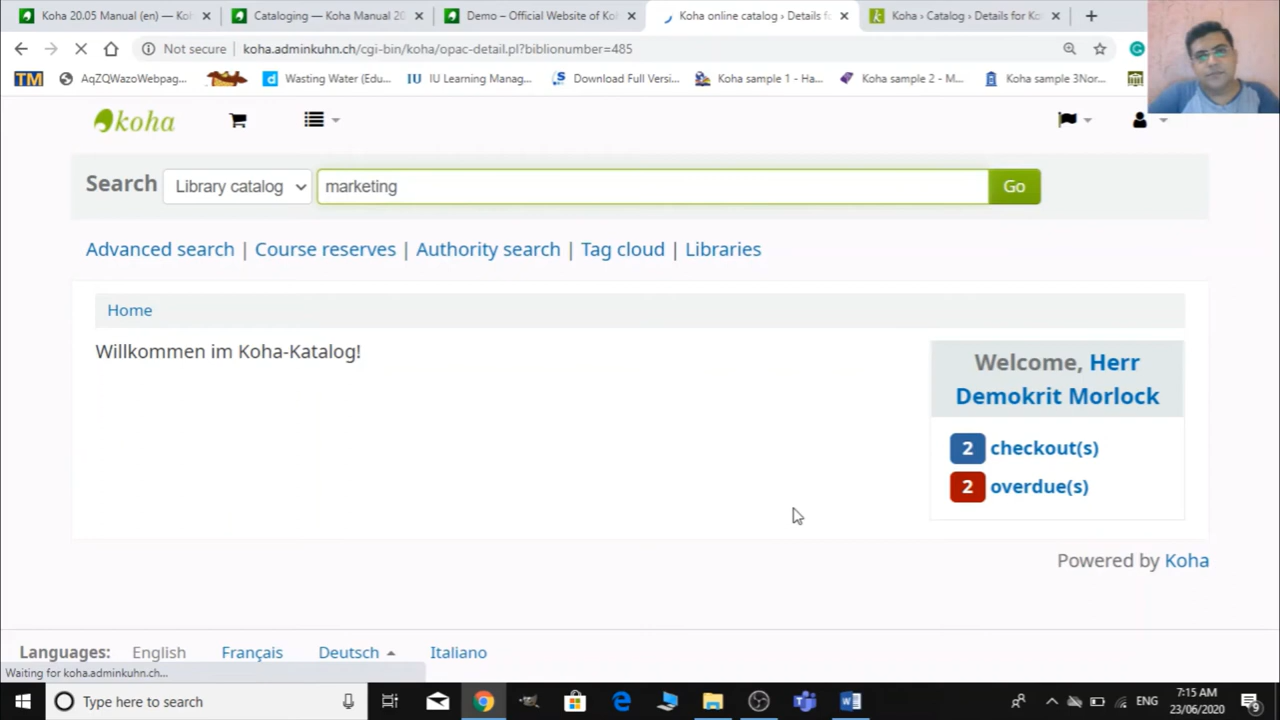 Koha 20.05 Manual (en) — Ko
Cataloging — Koha Manual 20
Demo – Official Website of Ko
Koha online catalog › Details fo
Koha › Catalog › Details for Ko
Not secure
koha.adminkuhn.ch/cgi-bin/koha/opac-detail.pl?biblionumber=485
TM
AqZQWazoWebpag...
d Wasting Water (Edu...
IU IU Learning Manag...
Download Full Versi...
Koha sample 1 - Ha...
Koha sample 2 - M...
Koha sample 3Nor...
koha
Search
Library catalog
marketing
Go
Advanced search | Course reserves | Authority search | Tag cloud | Libraries
Home
Willkommen im Koha-Katalog!
Welcome, Herr
Demokrit Morlock
2 checkout(s)
2 overdue(s)
Powered by Koha
Languages: English Français Deutsch Italiano
Waiting for koha.adminkuhn.ch...
Type here to search
ENG
7:15 AM
23/06/2020
9